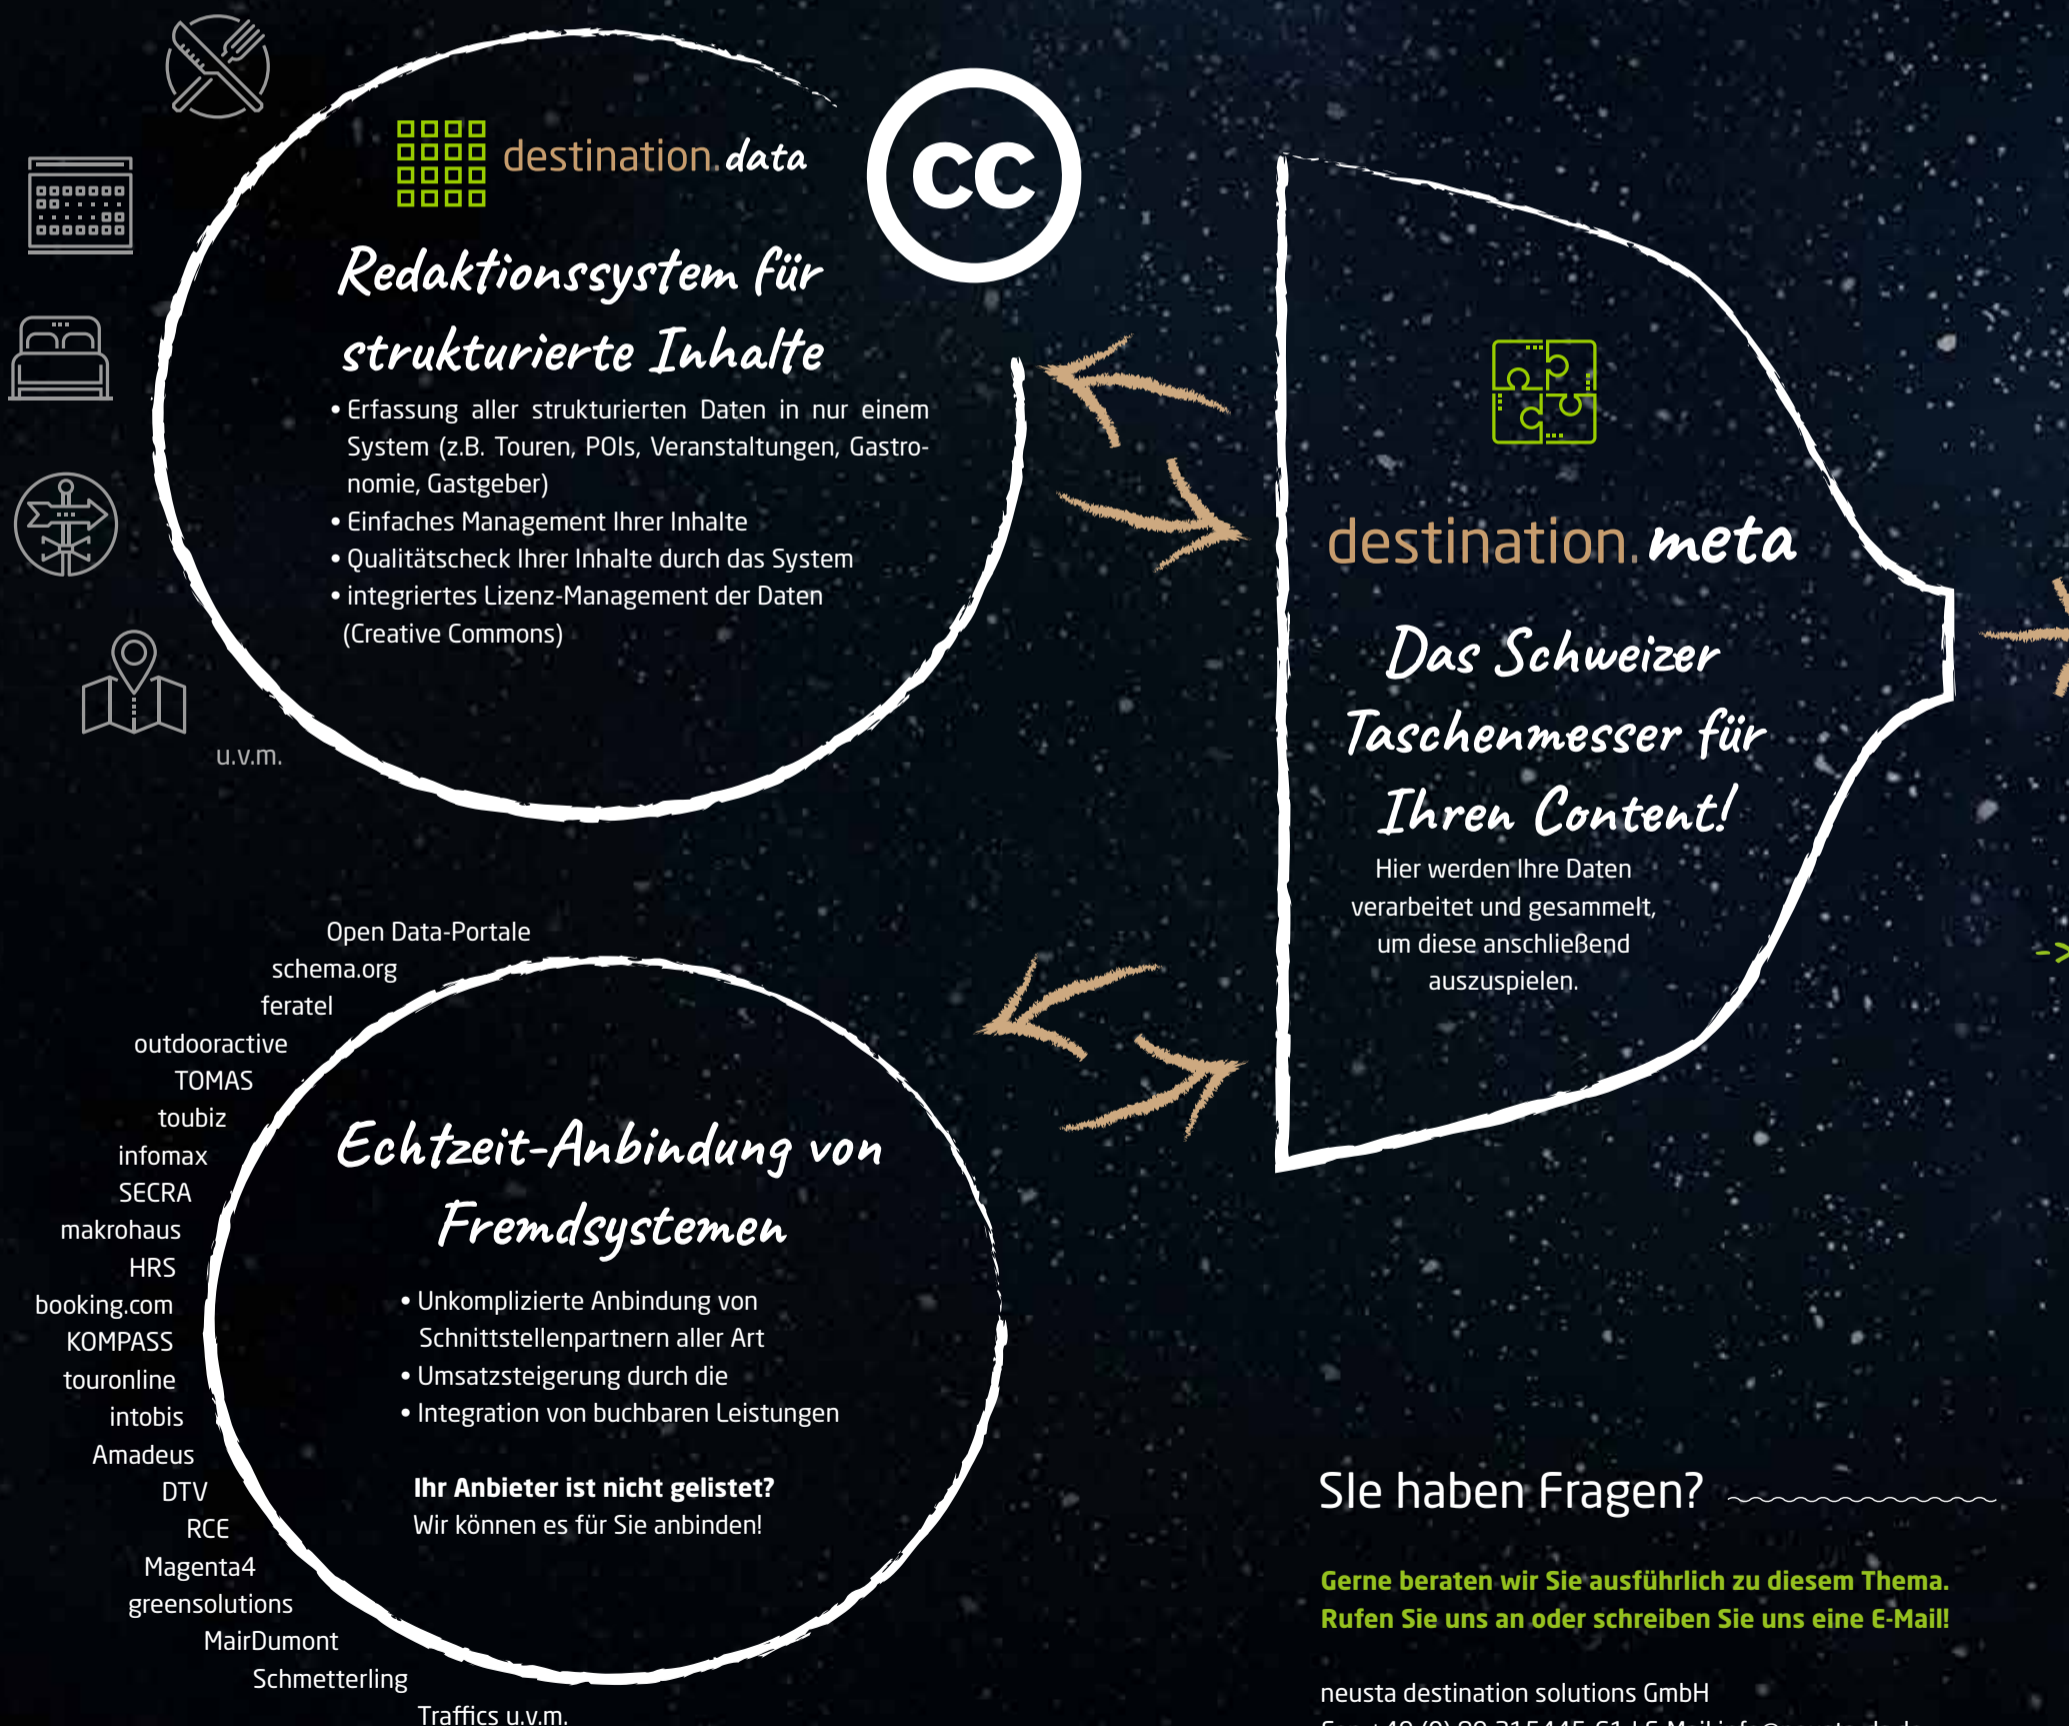 destination.data
cc
Redaktionssystem für
strukturierte Inhalte
• Erfassung aller strukturierten Daten in nur einem
System (z.B. Touren, POIs, Veranstaltungen, Gastro-
nomie, Gastgeber)
• Einfaches Management Ihrer Inhalte
• Qualitätscheck Ihrer Inhalte durch das System
• integriertes Lizenz-Management der Daten
(Creative Commons)
u.v.m.
destination.meta
Das Schweizer
Taschenmesser für
Ihren Content!
Hier werden Ihre Daten
verarbeitet und gesammelt,
um diese anschließend
auszuspielen.
Open Data-Portale
schema.org
feratel
outdooractive
TOMAS
toubiz
infomax
SECRA
makrohaus
HRS
booking.com
KOMPASS
touronline
intobis
Amadeus
DTV
RCE
Magenta4
greensolutions
MairDumont
Schmetterling
Traffics u.v.m.
Echtzeit-Anbindung von
Fremdsystemen
• Unkomplizierte Anbindung von
Schnittstellenpartnern aller Art
• Umsatzsteigerung durch die
• Integration von buchbaren Leistungen
Ihr Anbieter ist nicht gelistet?
Wir können es für Sie anbinden!
SIe haben Fragen?
Gerne beraten wir Sie ausführlich zu diesem Thema.
Rufen Sie uns an oder schreiben Sie uns eine E-Mail!
neusta destination solutions GmbH